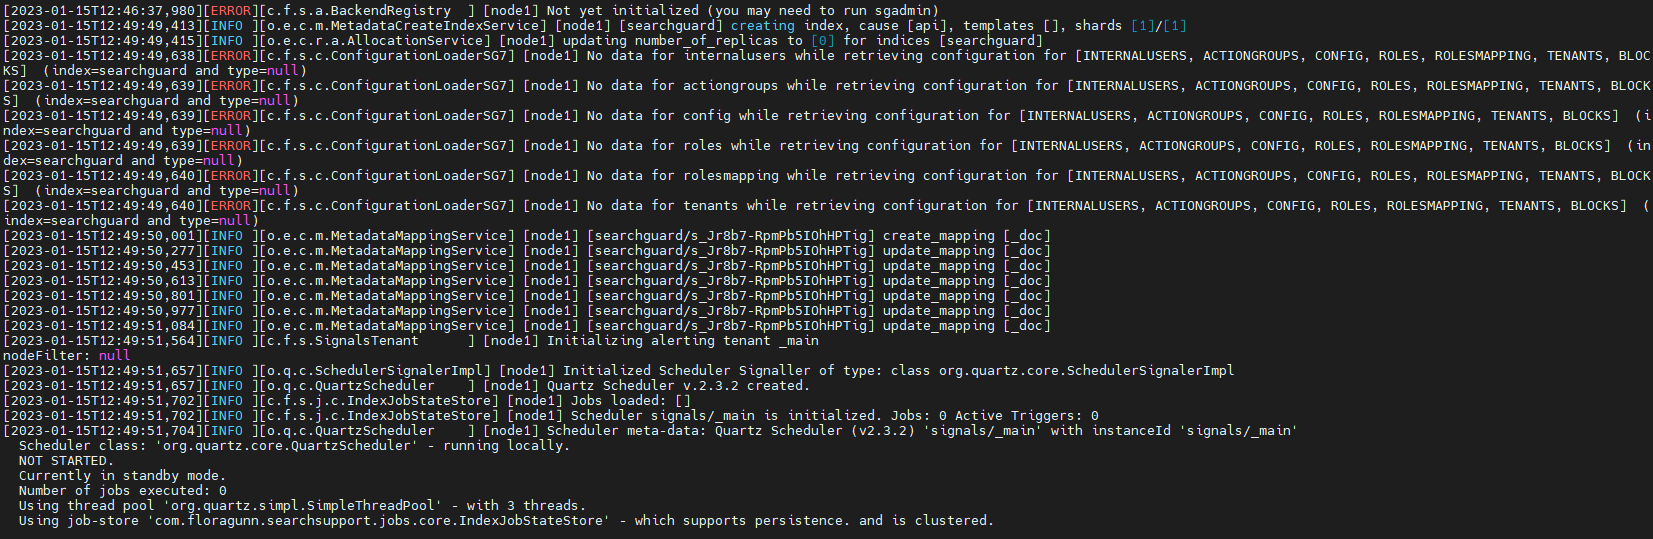 [2023-01-15T12:46:37,980][ERROR][c.f.s.a.BackendRegistry  ] [node1] Not yet initialized (you may need to run sgadmin)
[2023-01-15T12:49:49,413][INFO ][o.e.c.m.MetadataCreateIndexService] [node1] [searchguard] creating index, cause [api], templates [], shards [1]/[1]
[2023-01-15T12:49:49,415][INFO ][o.e.c.r.a.AllocationService] [node1] updating number_of_replicas to [0] for indices [searchguard]
[2023-01-15T12:49:49,638][ERROR][c.f.s.c.ConfigurationLoaderSG7] [node1] No data for internalusers while retrieving configuration for [INTERNALUSERS, ACTIONGROUPS, CONFIG, ROLES, ROLESMAPPING, TENANTS, BLOC
KS]  (index=searchguard and type=null)
[2023-01-15T12:49:49,639][ERROR][c.f.s.c.ConfigurationLoaderSG7] [node1] No data for actiongroups while retrieving configuration for [INTERNALUSERS, ACTIONGROUPS, CONFIG, ROLES, ROLESMAPPING, TENANTS, BLOCK
S]  (index=searchguard and type=null)
[2023-01-15T12:49:49,639][ERROR][c.f.s.c.ConfigurationLoaderSG7] [node1] No data for config while retrieving configuration for [INTERNALUSERS, ACTIONGROUPS, CONFIG, ROLES, ROLESMAPPING, TENANTS, BLOCKS]  (i
ndex=searchguard and type=null)
[2023-01-15T12:49:49,639][ERROR][c.f.s.c.ConfigurationLoaderSG7] [node1] No data for roles while retrieving configuration for [INTERNALUSERS, ACTIONGROUPS, CONFIG, ROLES, ROLESMAPPING, TENANTS, BLOCKS]  (in
dex=searchguard and type=null)
[2023-01-15T12:49:49,640][ERROR][c.f.s.c.ConfigurationLoaderSG7] [node1] No data for rolesmapping while retrieving configuration for [INTERNALUSERS, ACTIONGROUPS, CONFIG, ROLES, ROLESMAPPING, TENANTS, BLOCK
S]  (index=searchguard and type=null)
[2023-01-15T12:49:49,640][ERROR][c.f.s.c.ConfigurationLoaderSG7] [node1] No data for tenants while retrieving configuration for [INTERNALUSERS, ACTIONGROUPS, CONFIG, ROLES, ROLESMAPPING, TENANTS, BLOCKS]  (
index=searchguard and type=null)
[2023-01-15T12:49:50,001][INFO ][o.e.c.m.MetadataMappingService] [node1] [searchguard/s_Jr8b7-RpmPb5IOhHPTig] create_mapping [_doc]
[2023-01-15T12:49:50,277][INFO ][o.e.c.m.MetadataMappingService] [node1] [searchguard/s_Jr8b7-RpmPb5IOhHPTig] update_mapping [_doc]
[2023-01-15T12:49:50,453][INFO ][o.e.c.m.MetadataMappingService] [node1] [searchguard/s_Jr8b7-RpmPb5IOhHPTig] update_mapping [_doc]
[2023-01-15T12:49:50,613][INFO ][o.e.c.m.MetadataMappingService] [node1] [searchguard/s_Jr8b7-RpmPb5IOhHPTig] update_mapping [_doc]
[2023-01-15T12:49:50,801][INFO ][o.e.c.m.MetadataMappingService] [node1] [searchguard/s_Jr8b7-RpmPb5IOhHPTig] update_mapping [_doc]
[2023-01-15T12:49:50,977][INFO ][o.e.c.m.MetadataMappingService] [node1] [searchguard/s_Jr8b7-RpmPb5IOhHPTig] update_mapping [_doc]
[2023-01-15T12:49:51,084][INFO ][o.e.c.m.MetadataMappingService] [node1] [searchguard/s_Jr8b7-RpmPb5IOhHPTig] update_mapping [_doc]
[2023-01-15T12:49:51,564][INFO ][c.f.s.SignalsTenant      ] [node1] Initializing alerting tenant _main
nodeFilter: null
[2023-01-15T12:49:51,657][INFO ][o.q.c.SchedulerSignalerImpl] [node1] Initialized Scheduler Signaller of type: class org.quartz.core.SchedulerSignalerImpl
[2023-01-15T12:49:51,657][INFO ][o.q.c.QuartzScheduler    ] [node1] Quartz Scheduler v.2.3.2 created.
[2023-01-15T12:49:51,702][INFO ][c.f.s.j.c.IndexJobStateStore] [node1] Jobs loaded: []
[2023-01-15T12:49:51,702][INFO ][c.f.s.j.c.IndexJobStateStore] [node1] Scheduler signals/_main is initialized. Jobs: 0 Active Triggers: 0
[2023-01-15T12:49:51,704][INFO ][o.q.c.QuartzScheduler    ] [node1] Scheduler meta-data: Quartz Scheduler (v2.3.2) 'signals/_main' with instanceId 'signals/_main'
  Scheduler class: 'org.quartz.core.QuartzScheduler' - running locally.
  NOT STARTED.
  Currently in standby mode.
  Number of jobs executed: 0
  Using thread pool 'org.quartz.simpl.SimpleThreadPool' - with 3 threads.
  Using job-store 'com.floragunn.searchsupport.jobs.core.IndexJobStateStore' - which supports persistence. and is clustered.